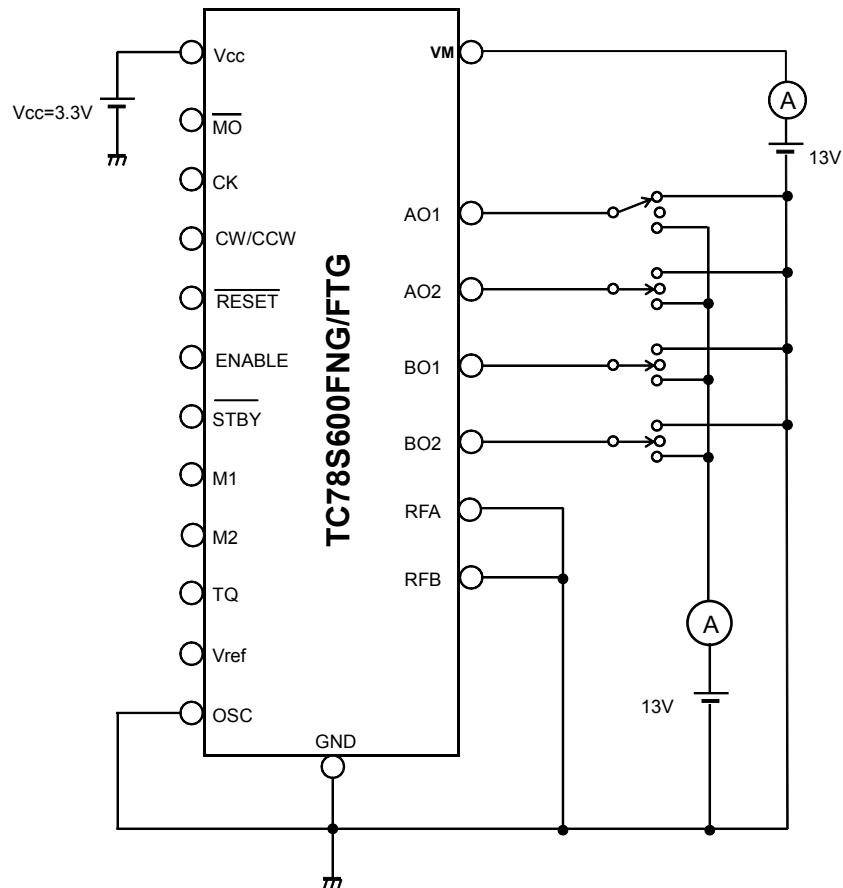 Vcc
VM
Vcc=3.3V
A
MO
13V
CK
AO1
CW/CCW
AO2
RESET
TC78S600FNG/FTG
ENABLE
BO1
STBY
BO2
M1
RFA
M2
RFB
TQ
A
Vref
13V
OSC
GND